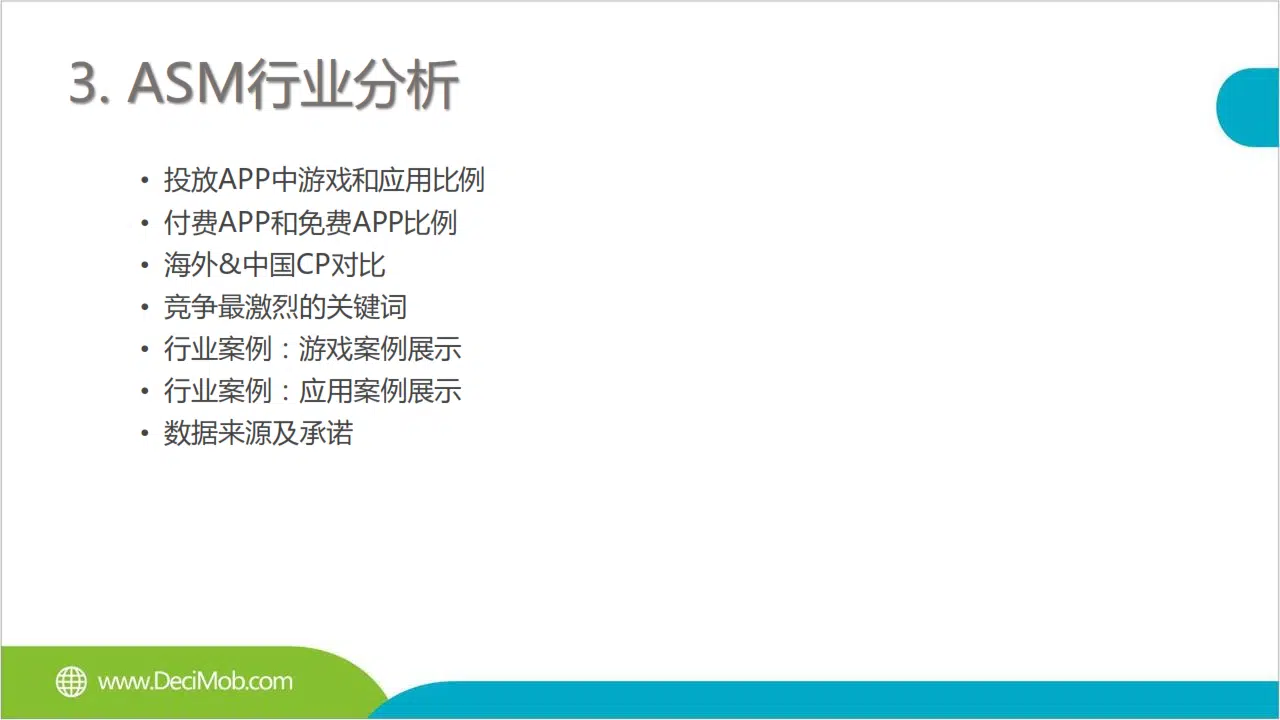 3. ASM行业分析
• 投放APP中游戏和应用比例
• 付费APP和免费APP比例
• 海外&中国CP对比
• 竞争最激烈的关键词
• 行业案例：游戏案例展示
• 行业案例：应用案例展示
• 数据来源及承诺
www.DeciMob.com